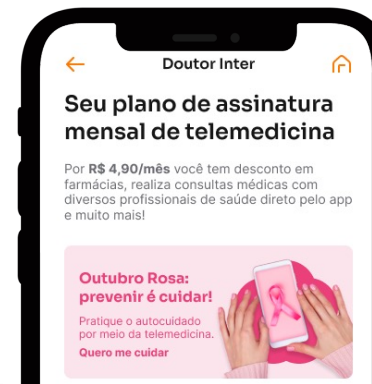 Doutor Inter
Seu plano de assinatura
mensal de telemedicina
Por R$ 4,90/mês você tem desconto em
farmácias, realiza consultas médicas com
diversos profissionais de saúde direto pelo app
e muito mais!
Outubro Rosa:
prevenir é cuidar!
Pratique o autocuidado
por meio da telemedicina.
Quero me cuidar